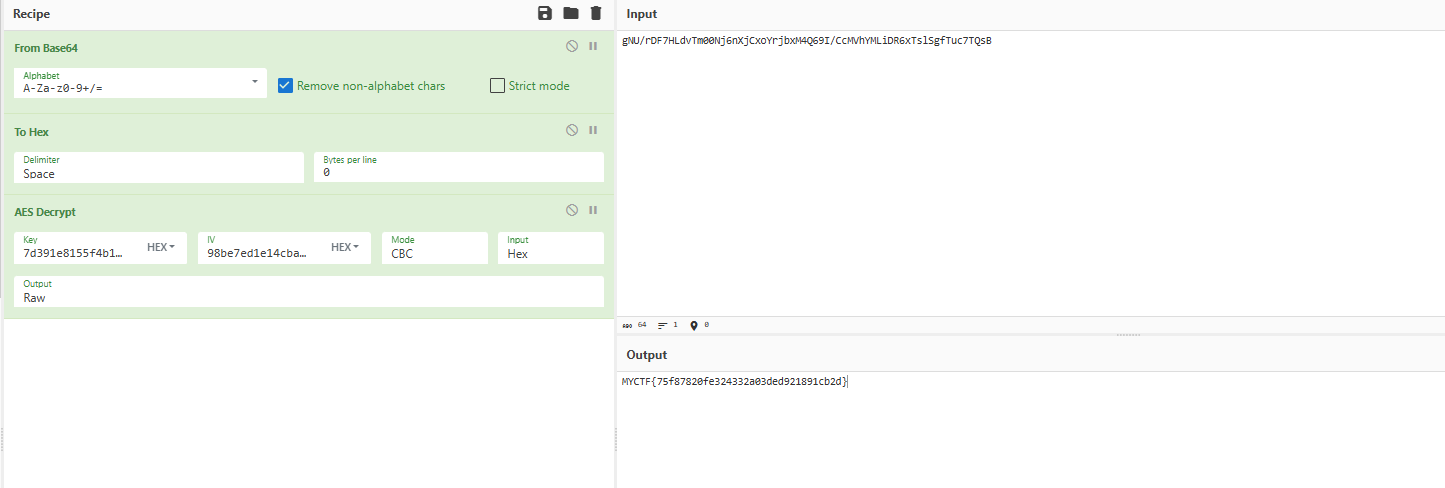 Recipe
From Base64
Alphabet
A-Za-z0-9+/=
Remove non-alphabet chars
Strict mode
To Hex
Delimiter
Space
Bytes per line
0
AES Decrypt
Key
7d391e8155f4b1…
HEX
IV
98be7ed1e14cba…
HEX
Mode
CBC
Input
Hex
Output
Raw
Input
gNU/rDF7HLdvTm00Nj6nXjCxoYrjbxM4Q69I/CcMVhYMLiDR6xTslSgfTuc7TQsB
ABC 64
1
0
Output
MYCTF{75f87820fe324332a03ded921891cb2d}